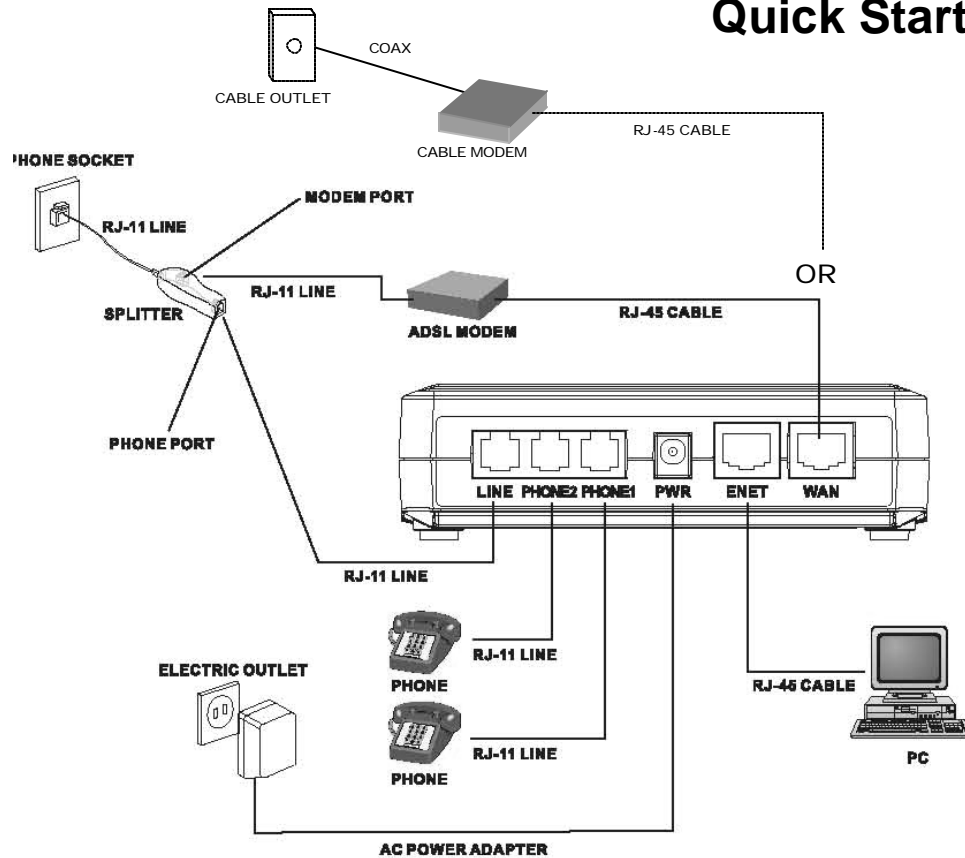 Quick Start
COAX
CABLE OUTLET
RJ-45 CABLE
CABLE MODEM
HONE SOCKET
MODEM PORT
RJ-11 LINE
OR
RJ-11 LINE
SPLITTER
RJ-45 CABLE
ADSL MODEM
PHONE PORT
LINE PHONE2 PHONE1 PWR ENET WAN
RJ-11 LINE
RJ-11 LINE
ELECTRIC OUTLET
PHONE
RJ-45 CABLE
RJ-11 LINE
PC
PHONE
AC POWER ADAPTER